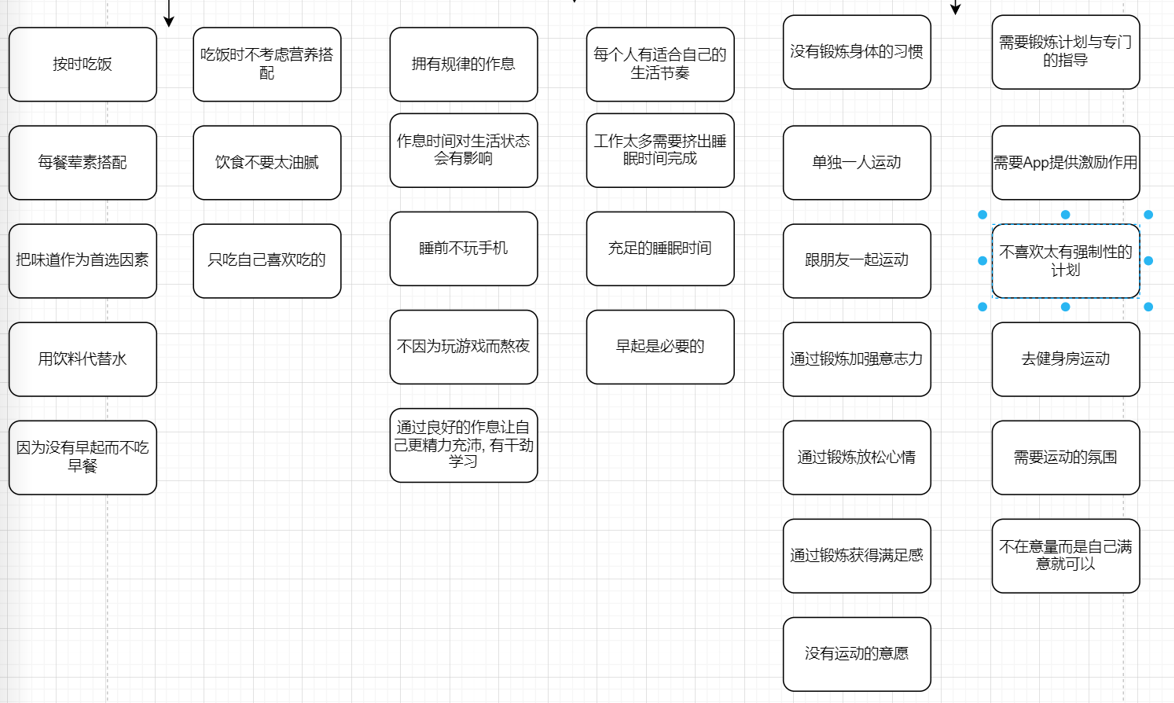 按时吃饭
每餐荤素搭配
把味道作为首选因素
用饮料代替水
因为没有早起而不吃
早餐
吃饭时不考虑营养搭
配
饮食不要太油腻
只吃自己喜欢吃的
拥有规律的作息
作息时间对生活状态
会有影响
睡前不玩手机
不因为玩游戏而熬夜
通过良好的作息让自
己更精力充沛, 有干劲
学习
每个人有适合自己的
生活节奏
工作太多需要挤出睡
眠时间完成
充足的睡眠时间
早起是必要的
没有锻炼身体的习惯
单独一人运动
跟朋友一起运动
通过锻炼加强意志力
通过锻炼放松心情
通过锻炼获得满足感
没有运动的意愿
需要锻炼计划与专门
的指导
需要App提供激励作用
不喜欢太有强制性的
计划
去健身房运动
需要运动的氛围
不在意量而是自己满
意就可以